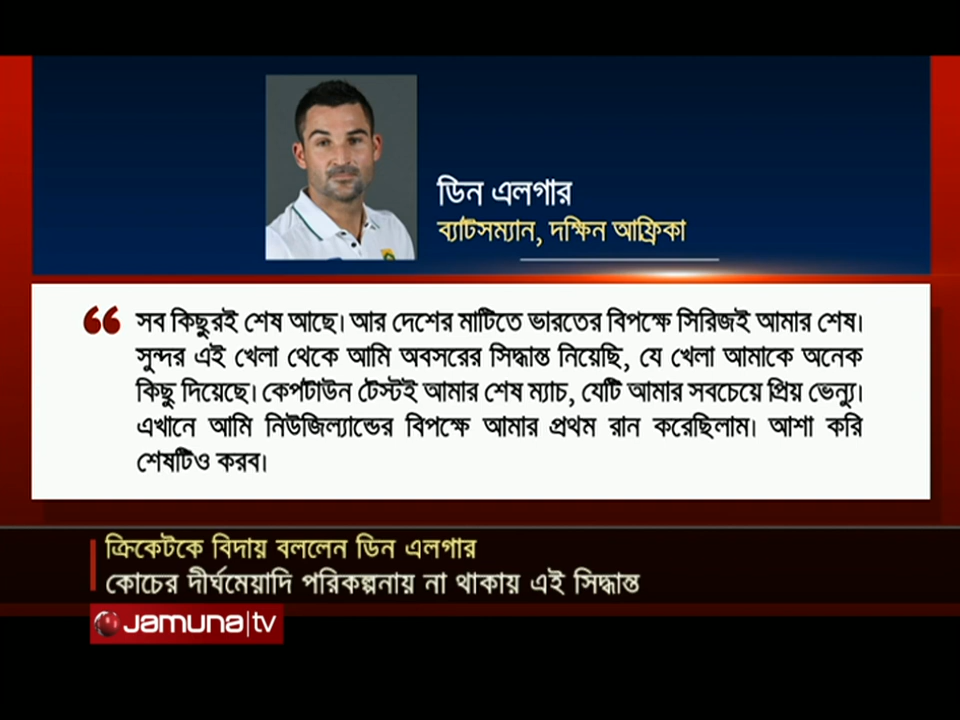 ডিন এলগার
ব্যাটসম্যান, দক্ষিন আফ্রিকা
“ সব কিছুরই শেষ আছে। আর দেশের মাটিতে ভারতের বিপক্ষে সিরিজই আমার শেষ।
সুন্দর এই খেলা থেকে আমি অবসরের সিদ্ধান্ত নিয়েছি, যে খেলা আমাকে অনেক
কিছু দিয়েছে। কেপটাউন টেস্টই আমার শেষ ম্যাচ, যেটি আমার সবচেয়ে প্রিয় ভেন্যু।
এখানে আমি নিউজিল্যান্ডের বিপক্ষে আমার প্রথম রান করেছিলাম। আশা করি
শেষটিও করব।
ক্রিকেটকে বিদায় বললেন ডিন এলগার
কোচের দীর্ঘমেয়াদি পরিকল্পনায় না থাকায় এই সিদ্ধান্ত
Jamuna|tv